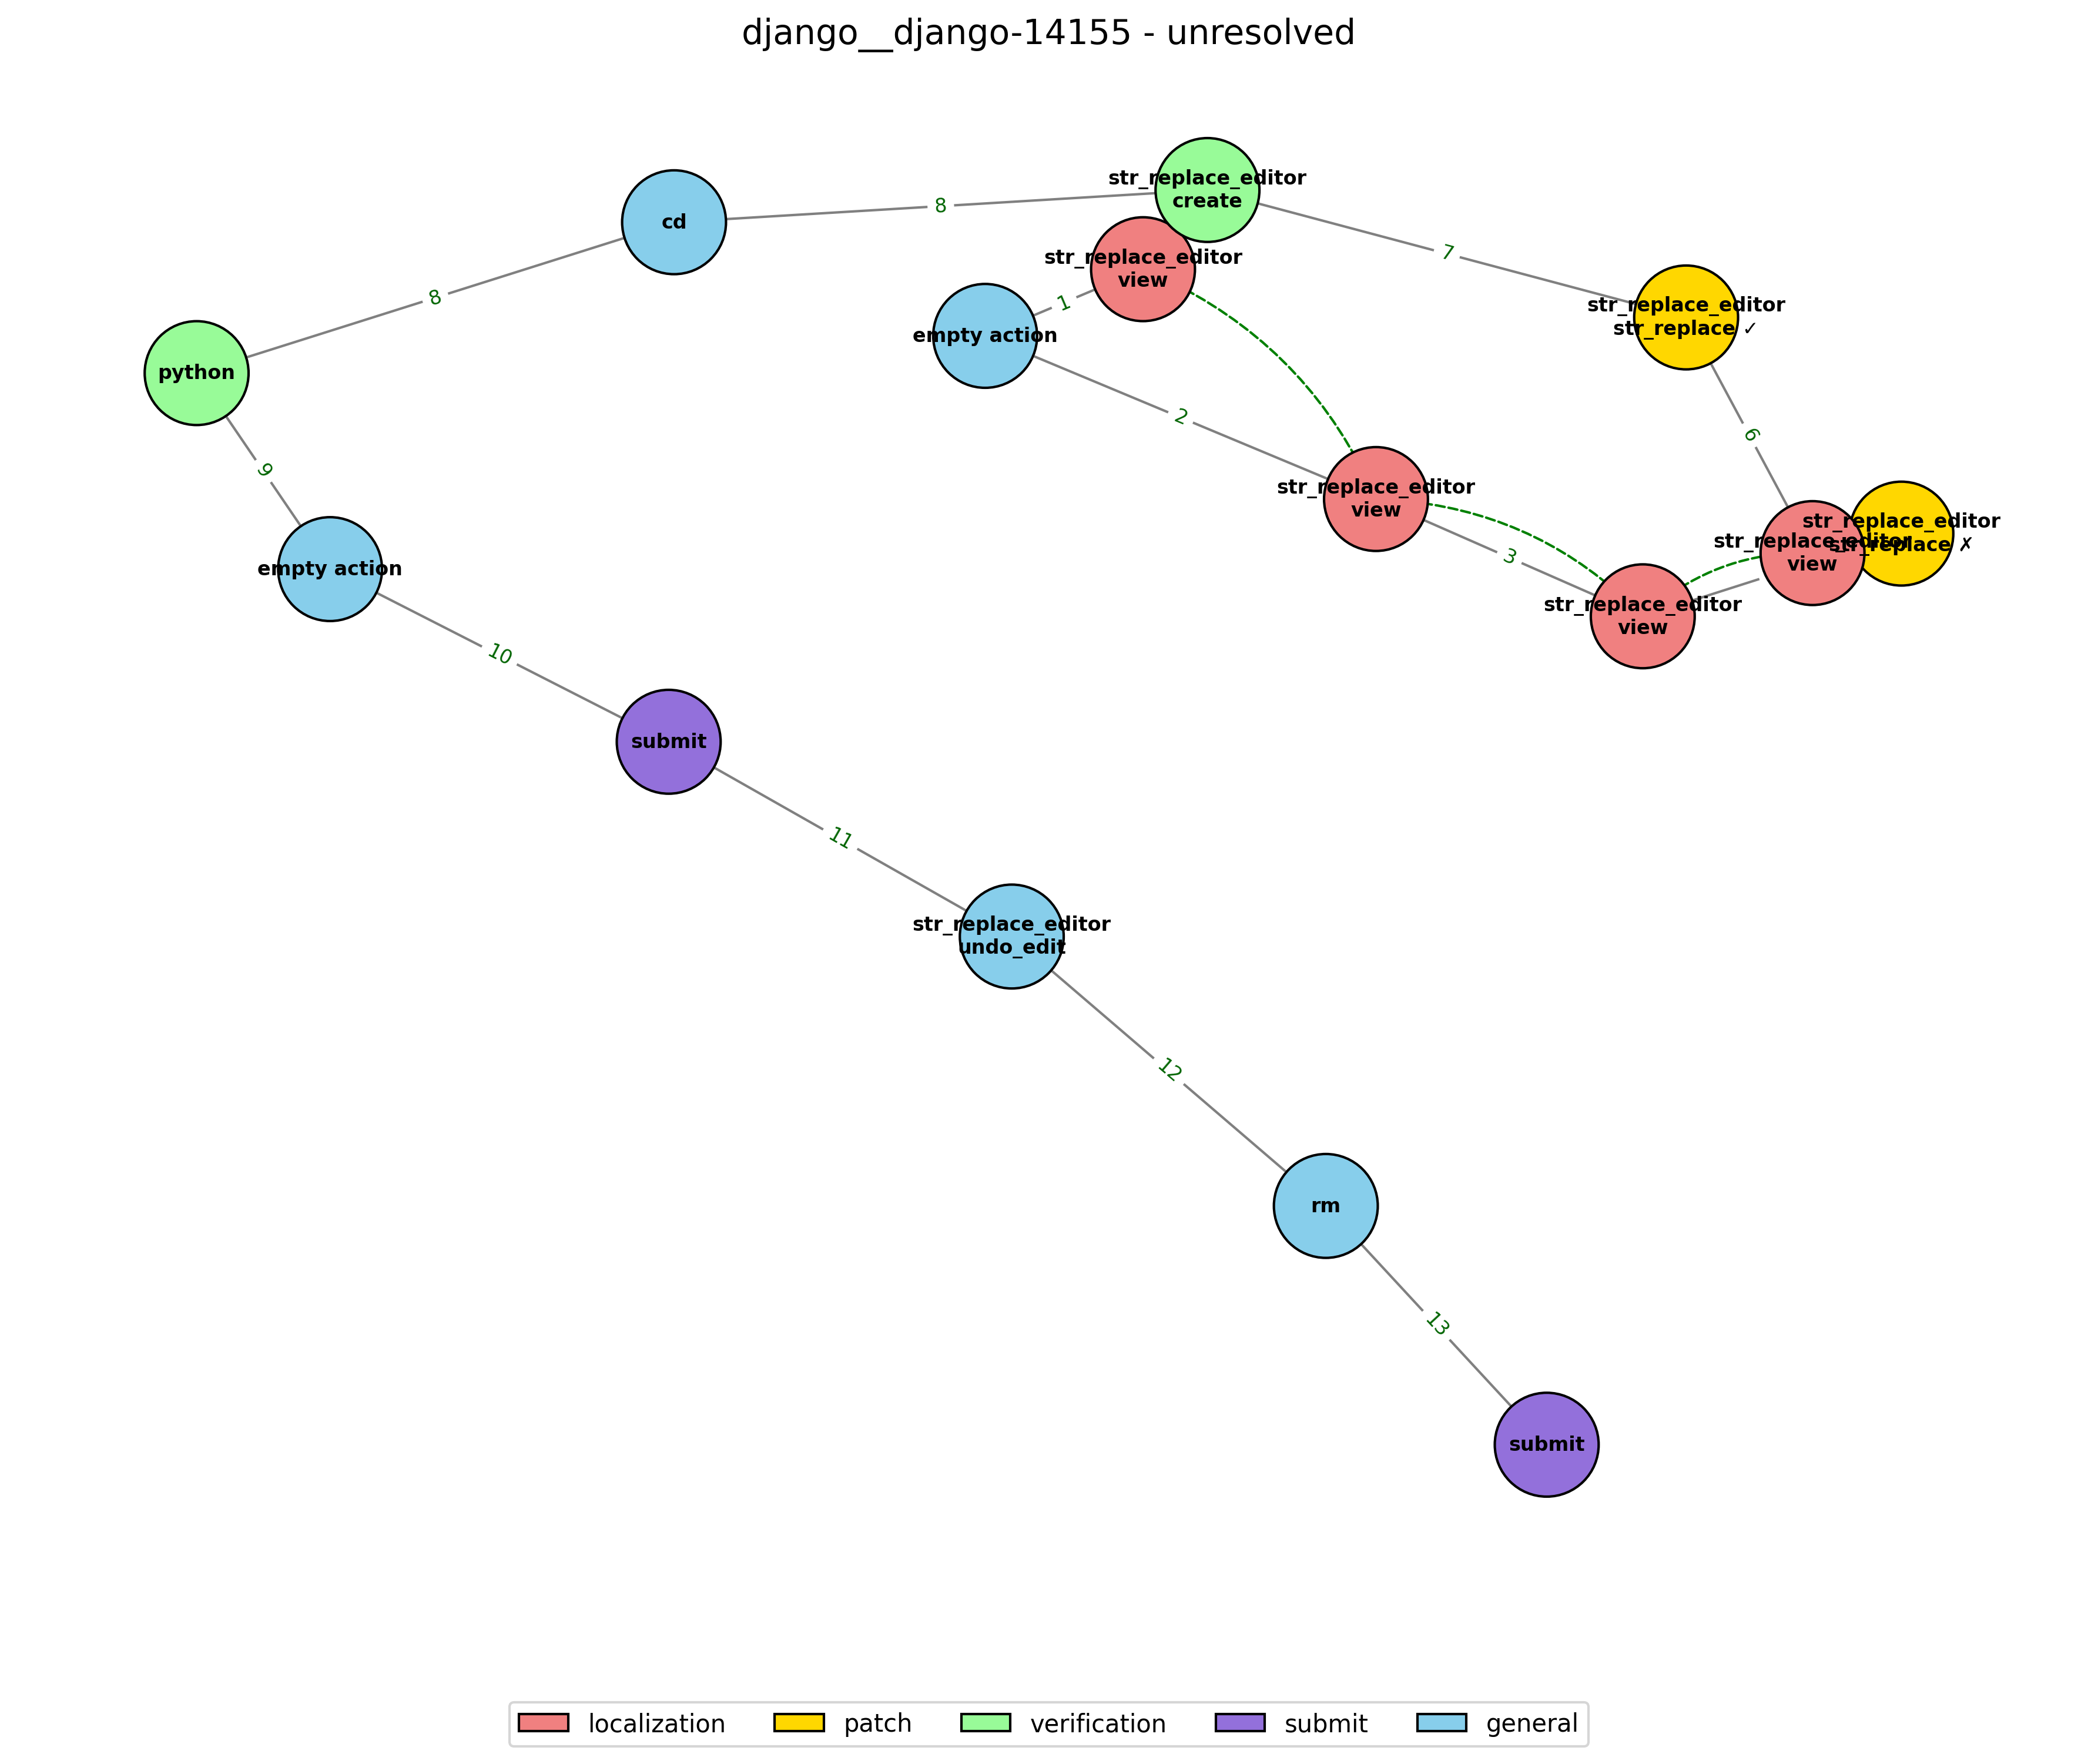 django__django-14155 - unresolved
str_replace_editor
create
cd
8
7
str_replace_editor
view
8
1
str_replace_editor
str_replace ✓
empty action
python
2
6
9
str_replace_editor
view
str_replace_editor
str_replace ✗
str_replace_editor
view
3
empty action
str_replace_editor
view
10
submit
11
str_replace_editor
undo_edit
12
rm
13
submit
localization
patch
verification
submit
general